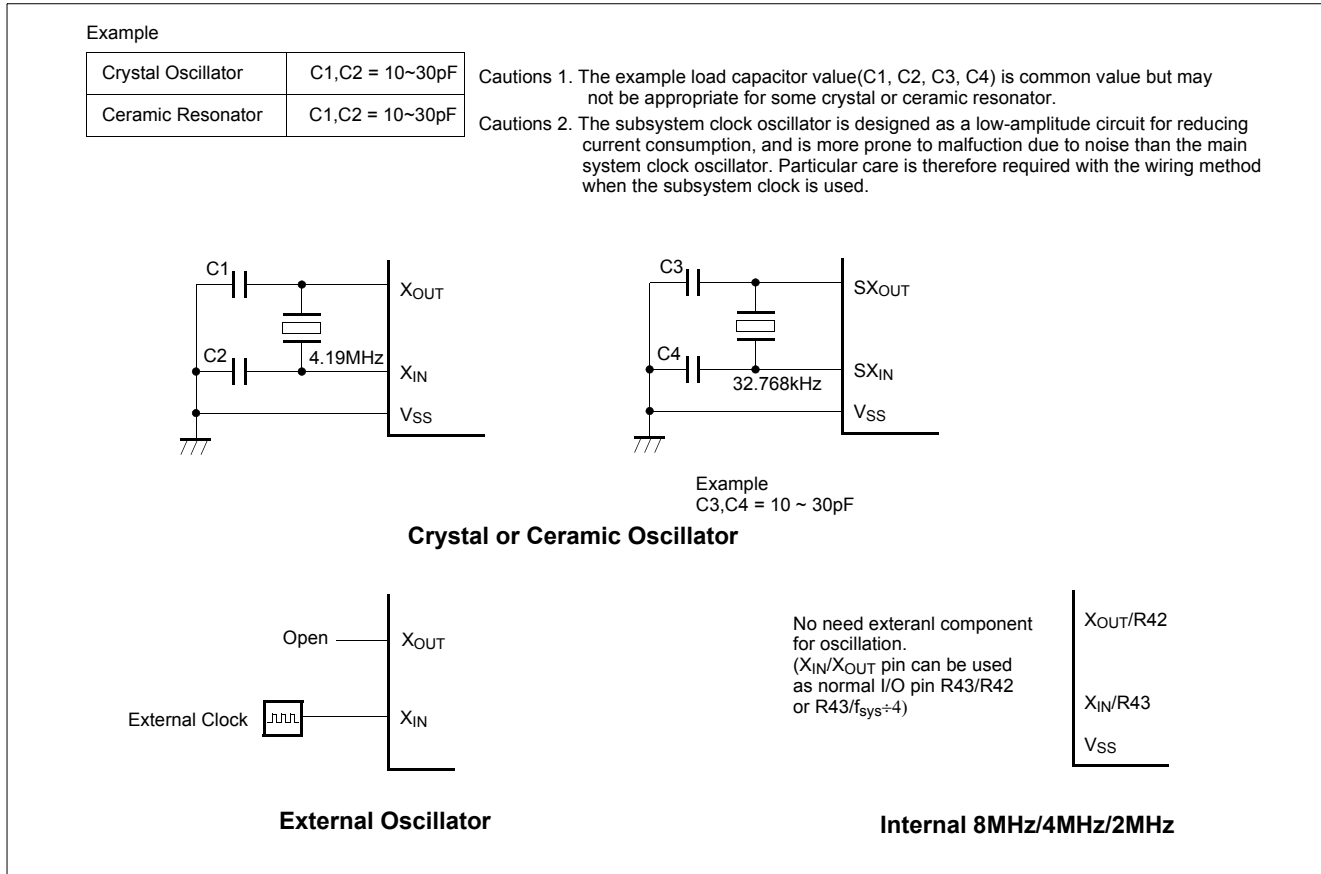 Example
Crystal Oscillator C1,C2 = 10~30pF
Ceramic Resonator C1,C2 = 10~30pF
Cautions 1. The example load capacitor value(C1, C2, C3, C4) is common value but may
not be appropriate for some crystal or ceramic resonator.
Cautions 2. The subsystem clock oscillator is designed as a low-amplitude circuit for reducing
current consumption, and is more prone to malfuction due to noise than the main
system clock oscillator. Particular care is therefore required with the wiring method
when the subsystem clock is used.
C1
XOUT
C2
4.19MHz
XIN
VSS
C3
SXOUT
C4
32.768kHz
SXIN
VSS
Example
C3,C4 = 10 ~ 30pF
Crystal or Ceramic Oscillator
Open
XOUT
External Clock
XIN
External Oscillator
No need exteranl component
for oscillation.
(XIN/XOUT pin can be used
as normal I/O pin R43/R42
or R43/fsys÷4)
XOUT/R42
XIN/R43
VSS
Internal 8MHz/4MHz/2MHz